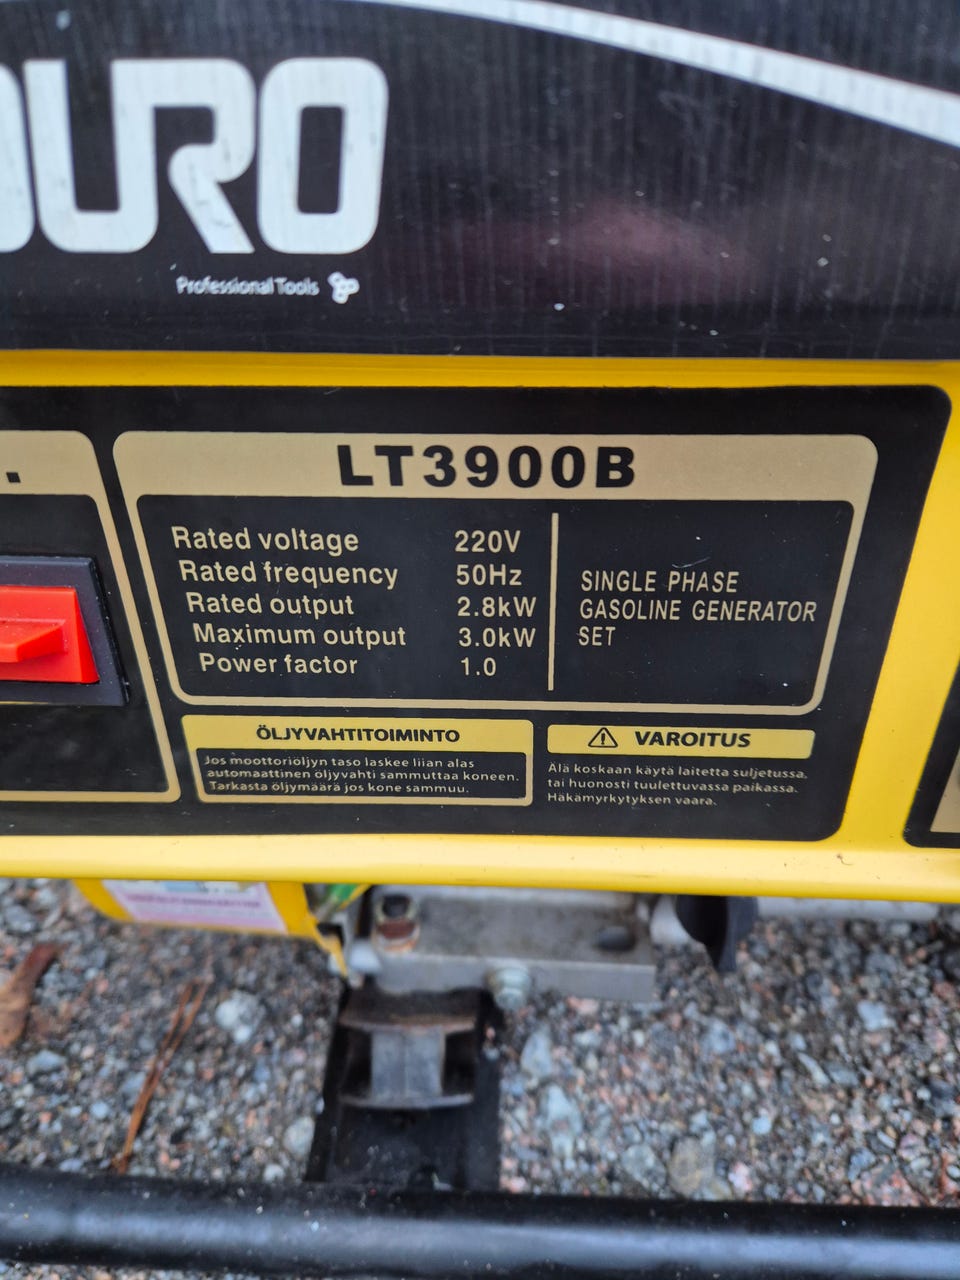 DURO
Professional Tools
LT3900B
Rated voltage 220V
Rated frequency 50Hz
Rated output 2.8kW
Maximum output 3.0kW
Power factor 1.0
SINGLE PHASE
GASOLINE GENERATOR
SET
ÖLJYVAHTITOIMINTO
Jos moottoriöljyn taso laskee liian alas
automaattinen öljyvahti sammuttaa koneen.
Tarkasta öljymäärä jos kone sammuu.
VAROITUS
Älä koskaan käytä laitetta suljetussa,
tai huonosti tuulettuvassa paikassa.
Häkämyrkytyksen vaara.